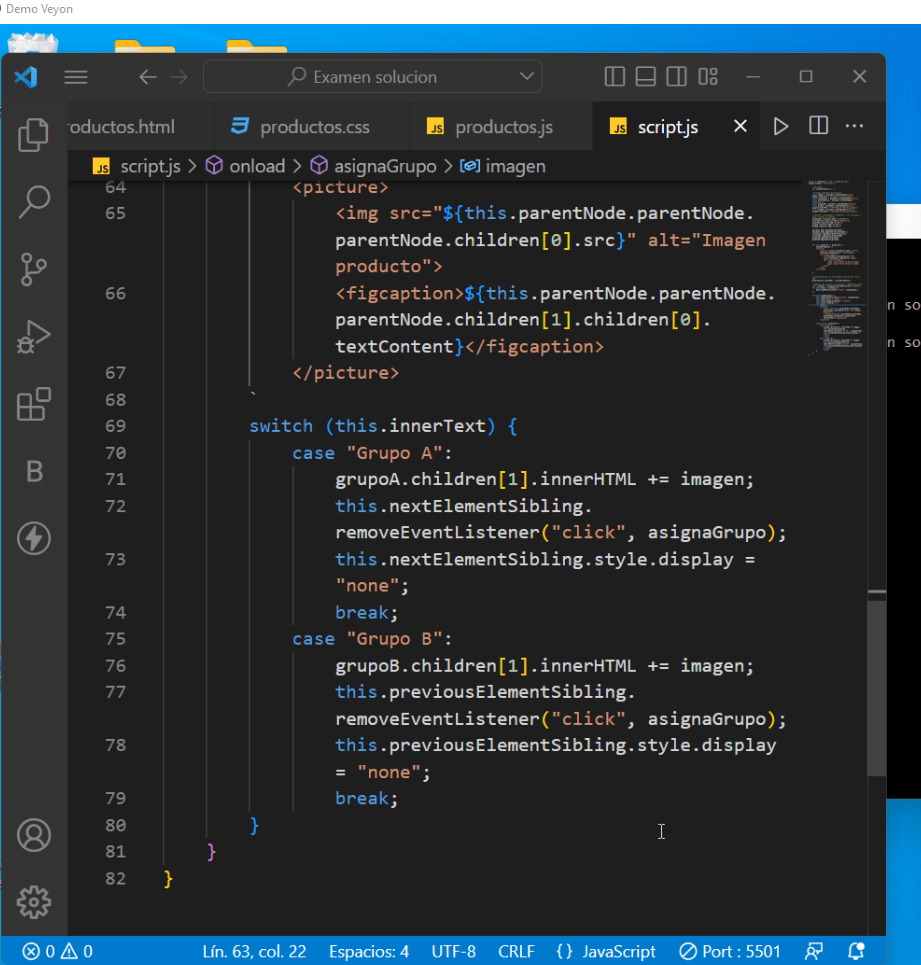 Demo Veyon
Examen solucion
roductos.html
productos.css
JS productos.js
JS script.js
JS script.js > onload > asignaGrupo > imagen
64 <picture>
65 <img src="${this.parentNode.parentNode.
parentNode.children[0].src}" alt="Imagen
producto">
66 <figcaption>${this.parentNode.parentNode.
parentNode.children[1].children[0].
textContent}</figcaption>
67 </picture>
68 `
69 switch (this.innerText) {
70 case "Grupo A":
71 grupoA.children[1].innerHTML += imagen;
72 this.nextElementSibling.
removeEventListener("click", asignaGrupo);
73 this.nextElementSibling.style.display =
"none";
74 break;
75 case "Grupo B":
76 grupoB.children[1].innerHTML += imagen;
77 this.previousElementSibling.
removeEventListener("click", asignaGrupo);
78 this.previousElementSibling.style.display
= "none";
79 break;
80 }
81 }
82 }
n so
n so
B
0 0 Lín. 63, col. 22 Espacios: 4 UTF-8 CRLF {} JavaScript Port : 5501